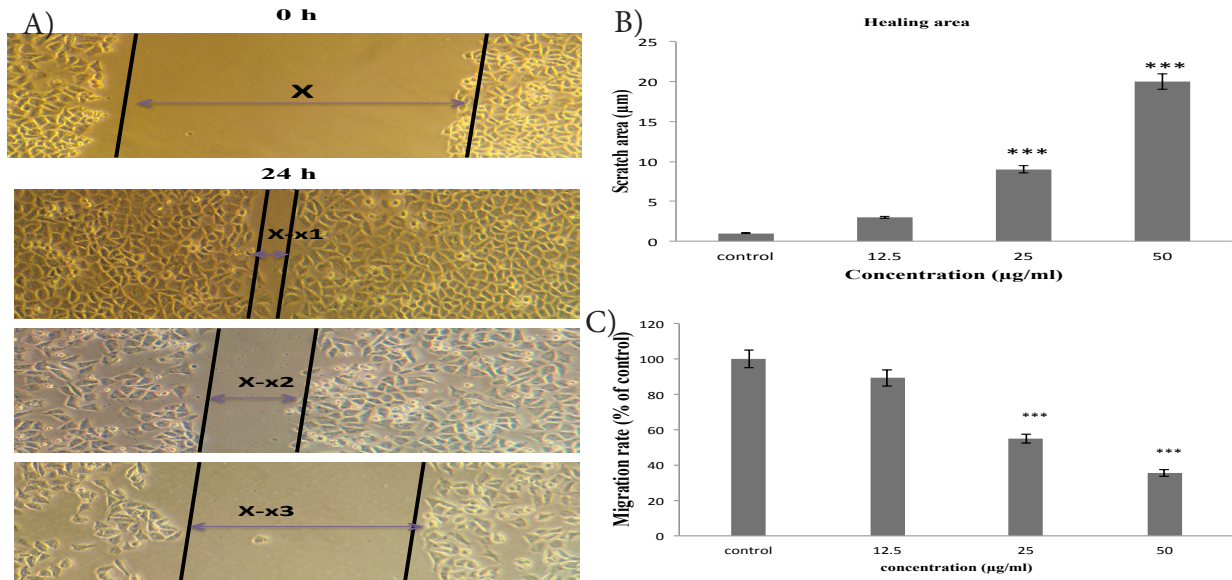 A)
0 h
X
24 h
X-x1
X-x2
X-x3
B)
Healing area
Scratch area (µm)
25
20
15
10
5
0
***
***
control 12.5 25 50
Concentration (µg/ml)
C)
Migration rate (% of control)
120
100
80
60
40
20
0
***
***
control 12.5 25 50
concentration (µg/ml)